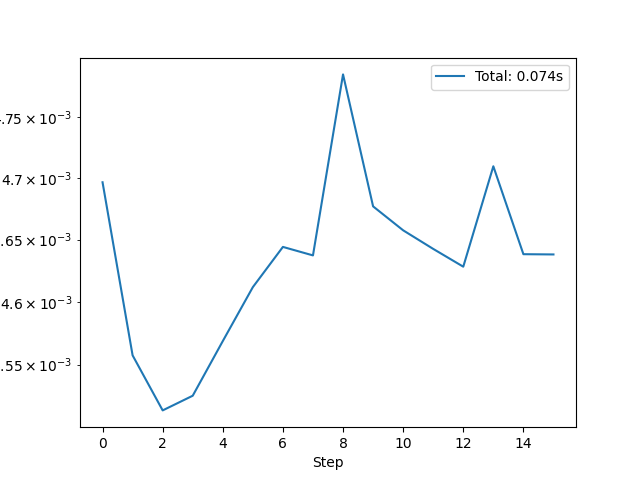 Total: 0.074s
.75 × 10⁻³
4.7 × 10⁻³
.65 × 10⁻³
4.6 × 10⁻³
.55 × 10⁻³
0 2 4 6 8 10 12 14
Step